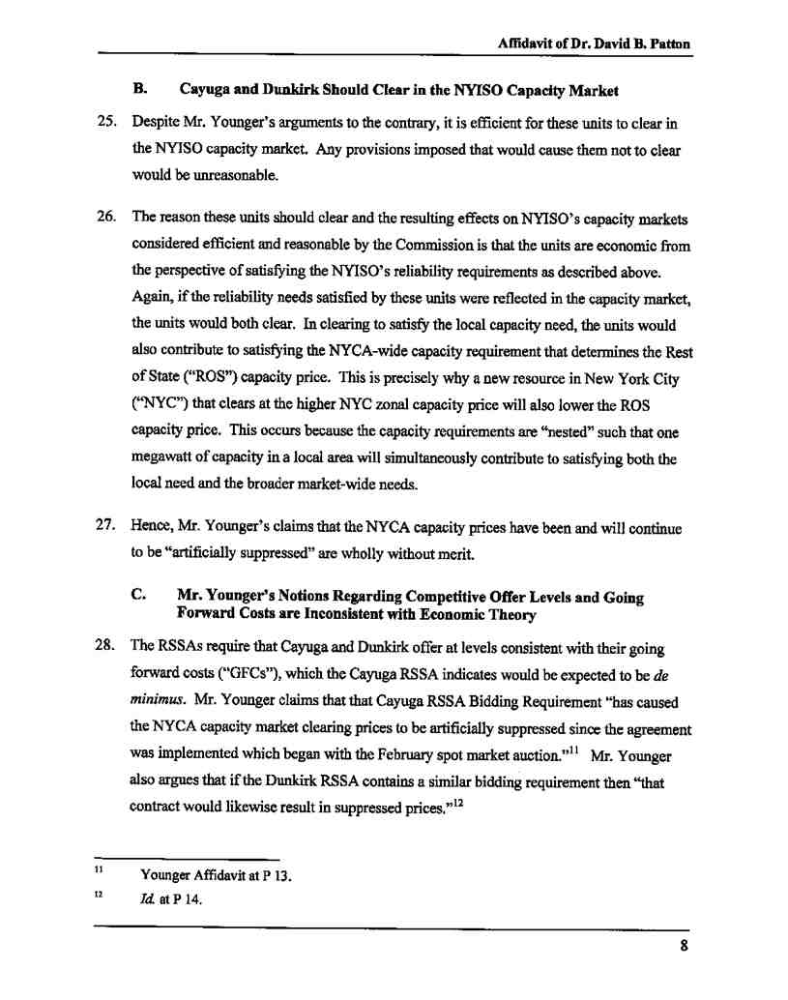 Affidavit of Dr. David B. Patton
B. Cayuga and Dunkirk Should Clear in the NYISO Capacity Market
25. Despite Mr. Younger's arguments to the contrary, it is efficient for these units to clear in
the NYISO capacity market. Any provisions imposed that would cause them not to clear
would be unreasonable.
26. The reason these units should clear and the resulting effects on NYISO's capacity markets
considered efficient and reasonable by the Commission is that the units are economic from
the perspective of satisfying the NYISO's reliability requirements as described above.
Again, if the reliability needs satisfied by these units were reflected in the capacity market,
the units would both clear. In clearing to satisfy the local capacity need, the units would
also contribute to satisfying the NYCA-wide capacity requirement that determines the Rest
of State ("ROS") capacity price. This is precisely why a new resource in New York City
("NYC") that clears at the higher NYC zonal capacity price will also lower the ROS
capacity price. This occurs because the capacity requirements are "nested" such that one
megawatt of capacity in a local area will simultaneously contribute to satisfying both the
local need and the broader market-wide needs.
27. Hence, Mr. Younger's claims that the NYCA capacity prices have been and will continue
to be "artificially suppressed" are wholly without merit.
C. Mr. Younger's Notions Regarding Competitive Offer Levels and Going
Forward Costs are Inconsistent with Economic Theory
28. The RSSAs require that Cayuga and Dunkirk offer at levels consistent with their going
forward costs ("GFCs"), which the Cayuga RSSA indicates would be expected to be de
minimus. Mr. Younger claims that that Cayuga RSSA Bidding Requirement "has caused
the NYCA capacity market clearing prices to be artificially suppressed since the agreement
was implemented which began with the February spot market auction."11 Mr. Younger
also argues that if the Dunkirk RSSA contains a similar bidding requirement then "that
contract would likewise result in suppressed prices."12
11 Younger Affidavit at P 13.
12 Id. at P 14.
8